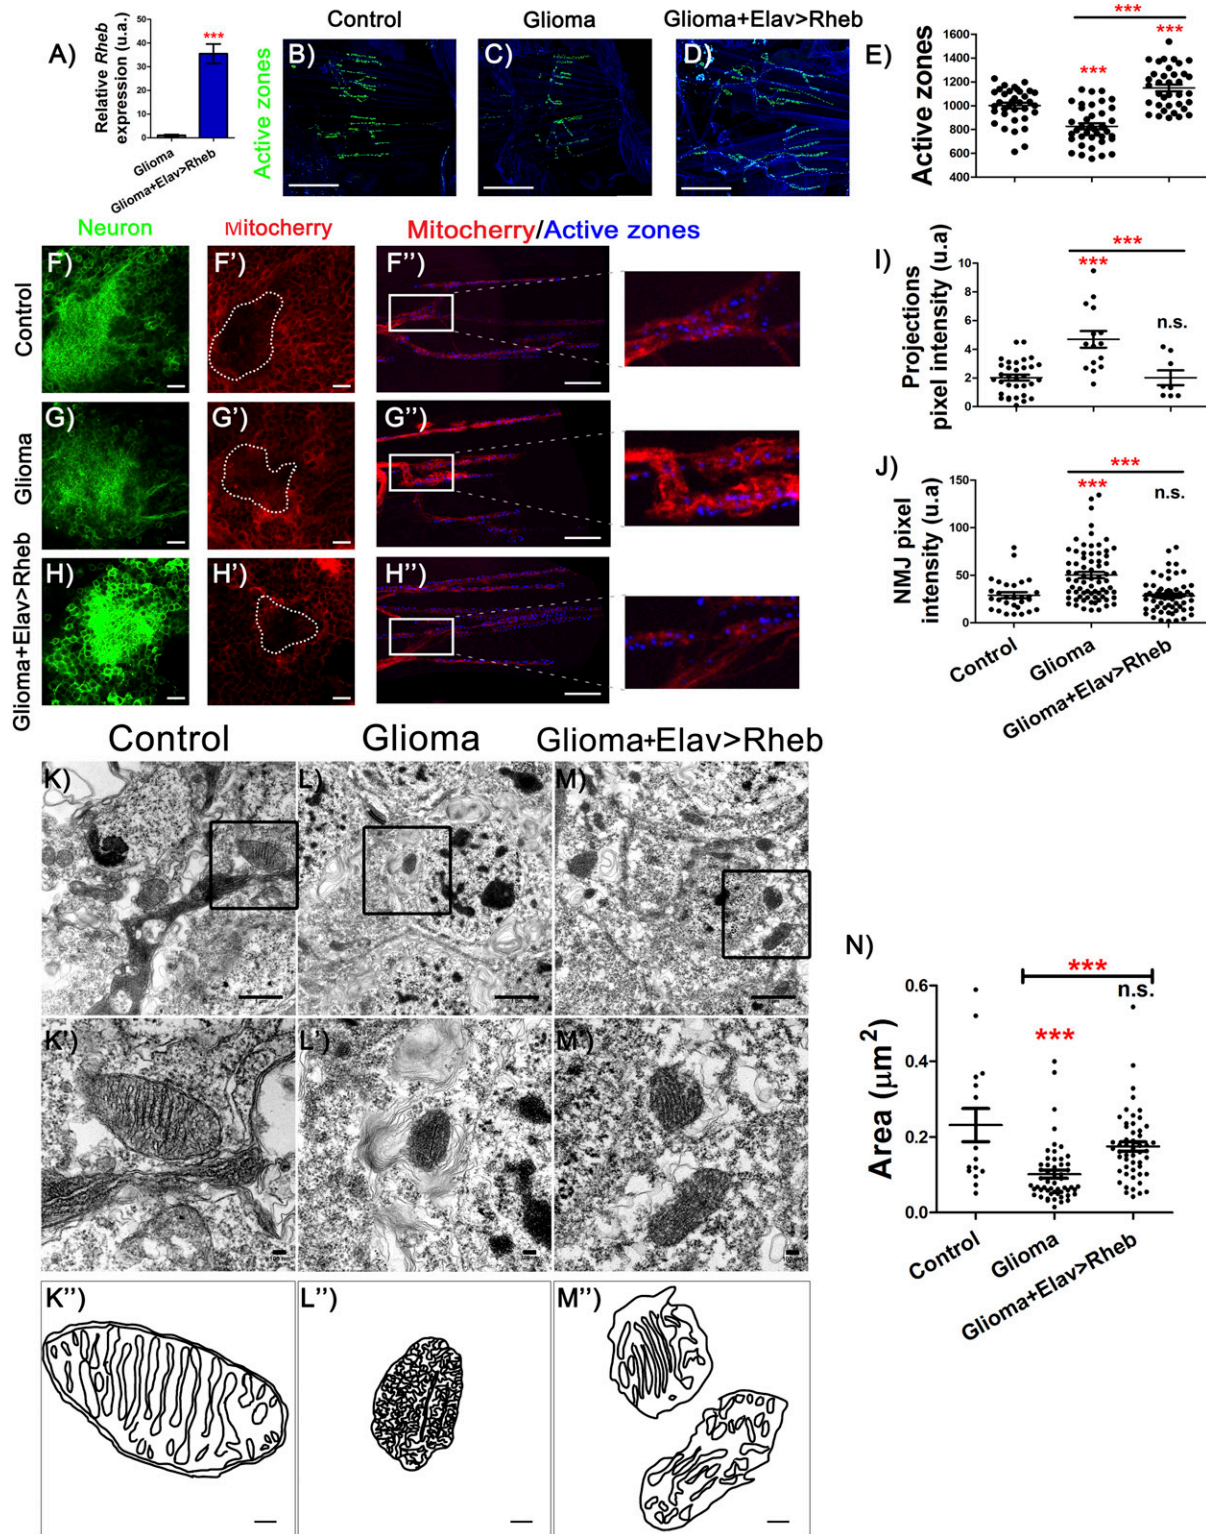 A)
Relative Rheb
expression (u.a.)
50
40
30
20
10
0
***
Glioma
Glioma+Elav>Rheb
Control
Glioma
Glioma+Elav>Rheb
Active zones
B)
C)
D)
E)
Active zones
1600
1400
1200
1000
800
600
400
***
***
***
Neuron
Mitocherry
Mitocherry/Active zones
Control
F)
F')
F'')
Glioma
G)
G')
G'')
Glioma+Elav>Rheb
H)
H')
H'')
I)
Projections
pixel intensity (u.a)
10
8
6
4
2
0
***
***
n.s.
J)
NMJ pixel
intensity (u.a)
150
100
50
0
***
***
n.s.
Control
Glioma
Glioma+Elav>Rheb
Control
Glioma
Glioma+Elav>Rheb
K)
L)
M)
K')
L')
M')
K'')
L'')
M'')
N)
Area (μm²)
0.6
0.4
0.2
0.0
***
***
n.s.
Control
Glioma
Glioma+Elav>Rheb